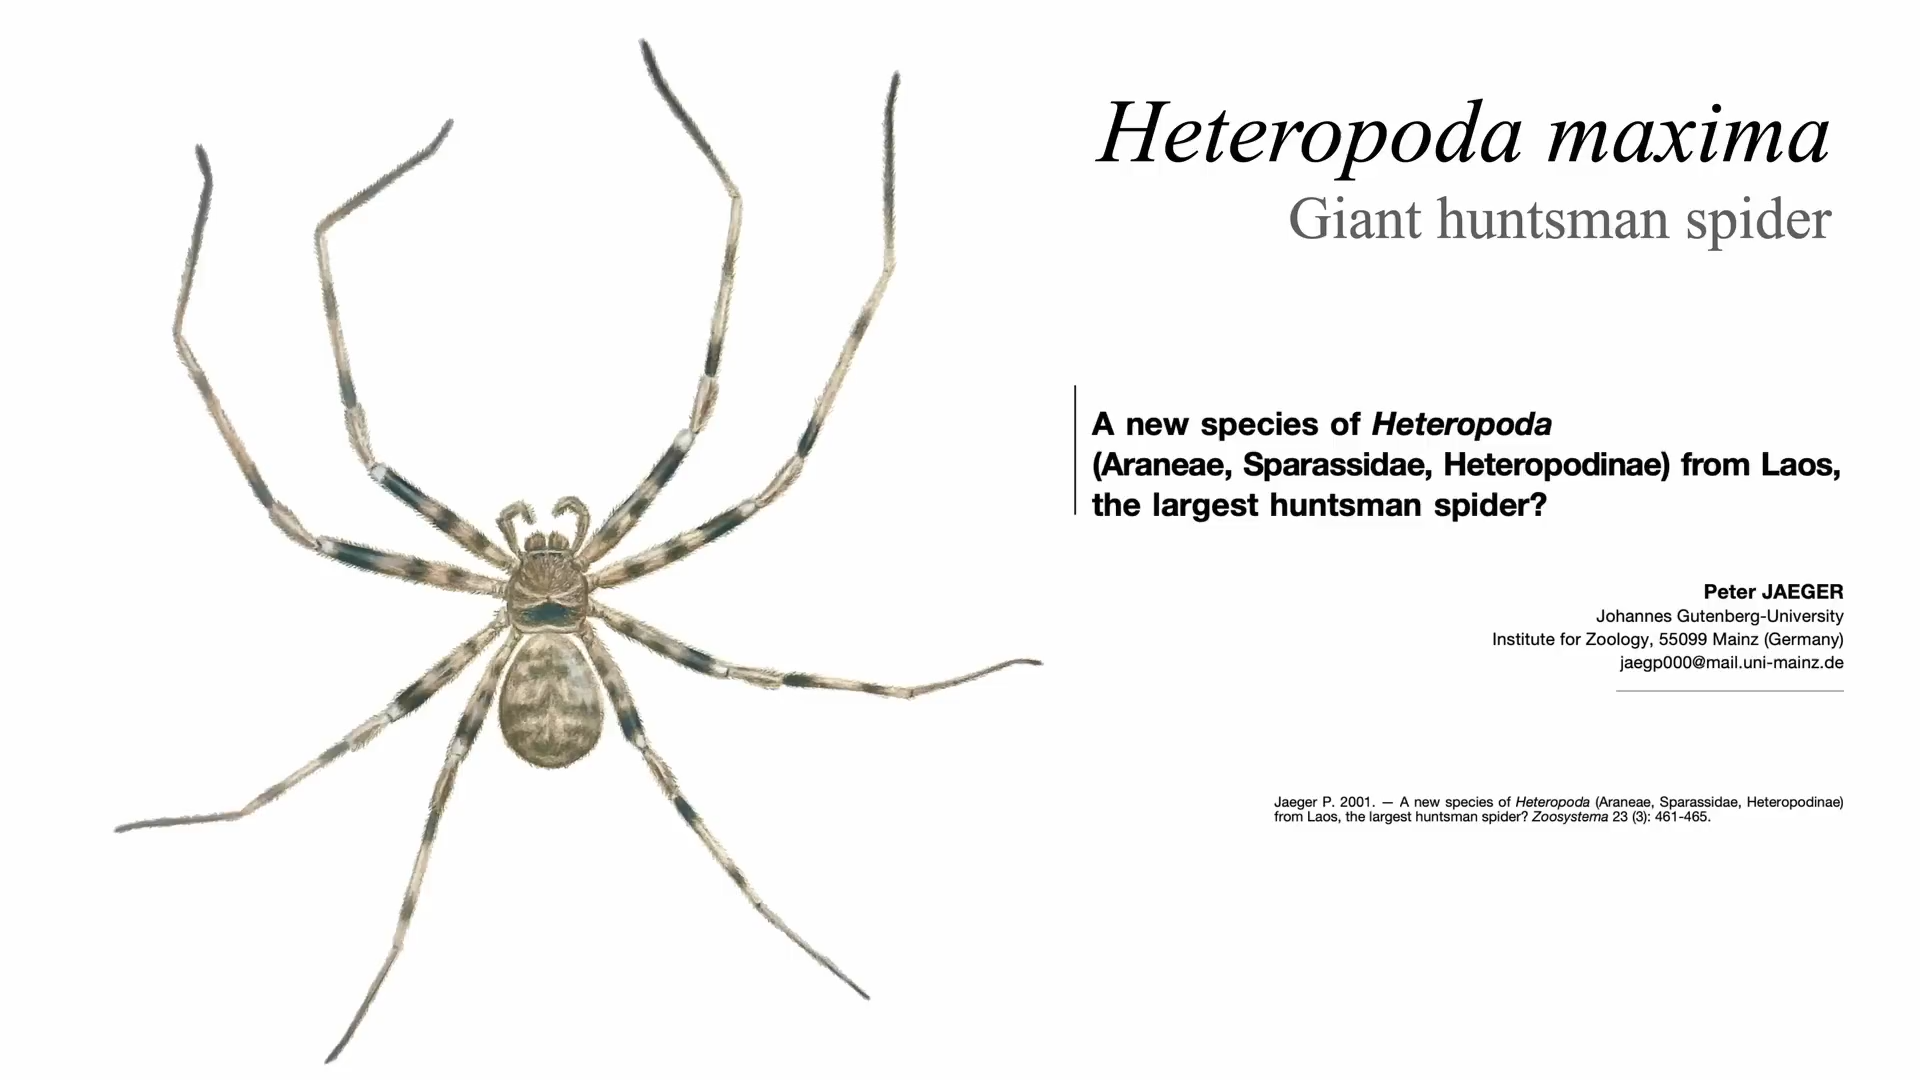 Heteropoda maxima
Giant huntsman spider
A new species of Heteropoda
(Araneae, Sparassidae, Heteropodinae) from Laos,
the largest huntsman spider?
Peter JAEGER
Johannes Gutenberg-University
Institute for Zoology, 55099 Mainz (Germany)
jaegp000@mail.uni-mainz.de
Jaeger P. 2001. — A new species of Heteropoda (Araneae, Sparassidae, Heteropodinae)
from Laos, the largest huntsman spider? Zoosystema 23 (3): 461-465.